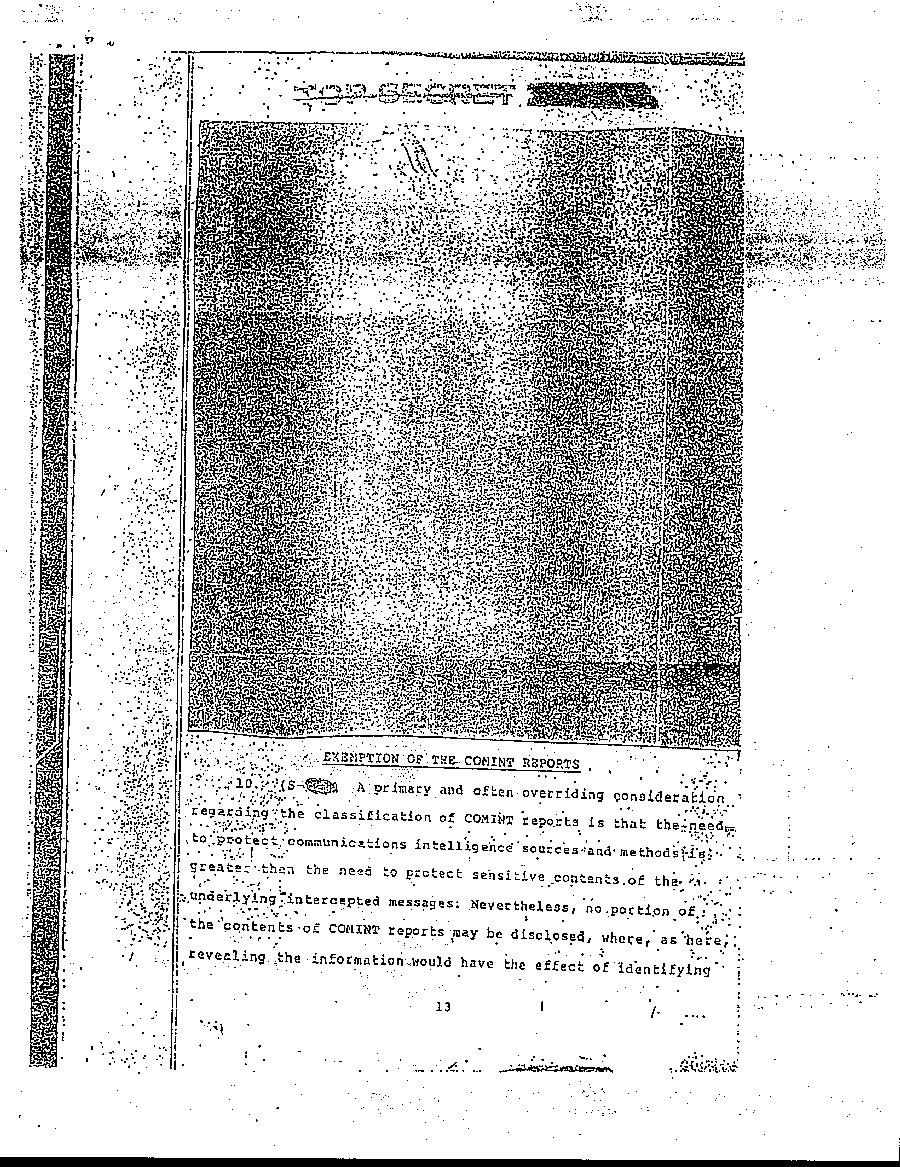 TOP SECRET
EXEMPTION OF THE COMINT REPORTS
10. (S- A primary and often overriding consideration
regarding the classification of COMINT reports is that the need
to protect communications intelligence sources and methods is
greater than the need to protect sensitive contents of the
underlying intercepted messages. Nevertheless, no portion of
the contents of COMINT reports may be disclosed, where, as here,
revealing the information would have the effect of identifying
13